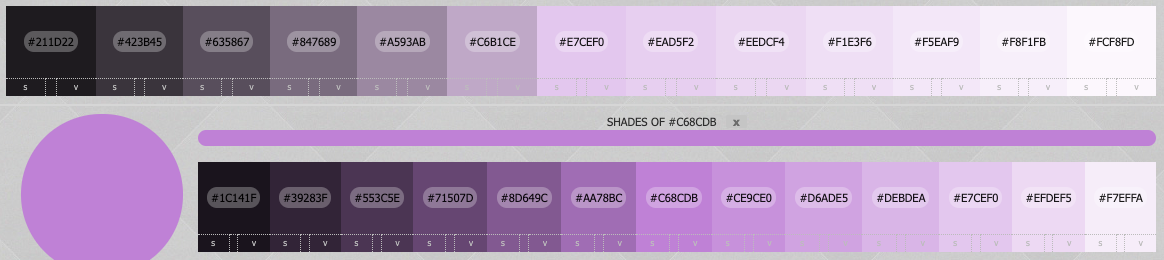 #211D22 #423B45 #635867 #847689 #A593AB #C6B1CE #E7CEF0 #EAD5F2 #EEDCF4 #F1E3F6 #F5EAF9 #F8F1FB #FCF8FD
s v s v s v s v s v s v s v s v s v s v s v s v s v
SHADES OF #C68CDB x
#1C141F #39283F #553C5E #71507D #8D649C #AA78BC #C68CDB #CE9CE0 #D6ADE5 #DEBDEA #E7CEF0 #EFDEF5 #F7EFFA
s v s v s v s v s v s v s v s v s v s v s v s v s v